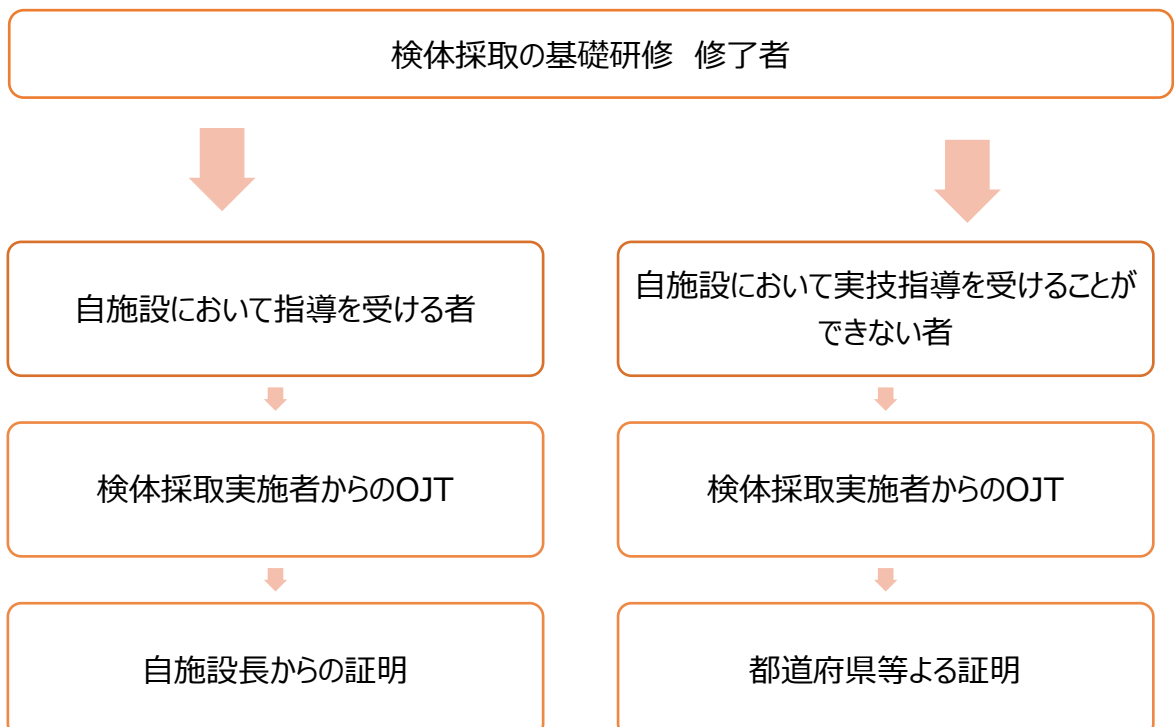 検体採取の基礎研修　修了者
自施設において指導を受ける者
自施設において実技指導を受けることが
できない者
検体採取実施者からのOJT
検体採取実施者からのOJT
自施設長からの証明
都道府県等よる証明